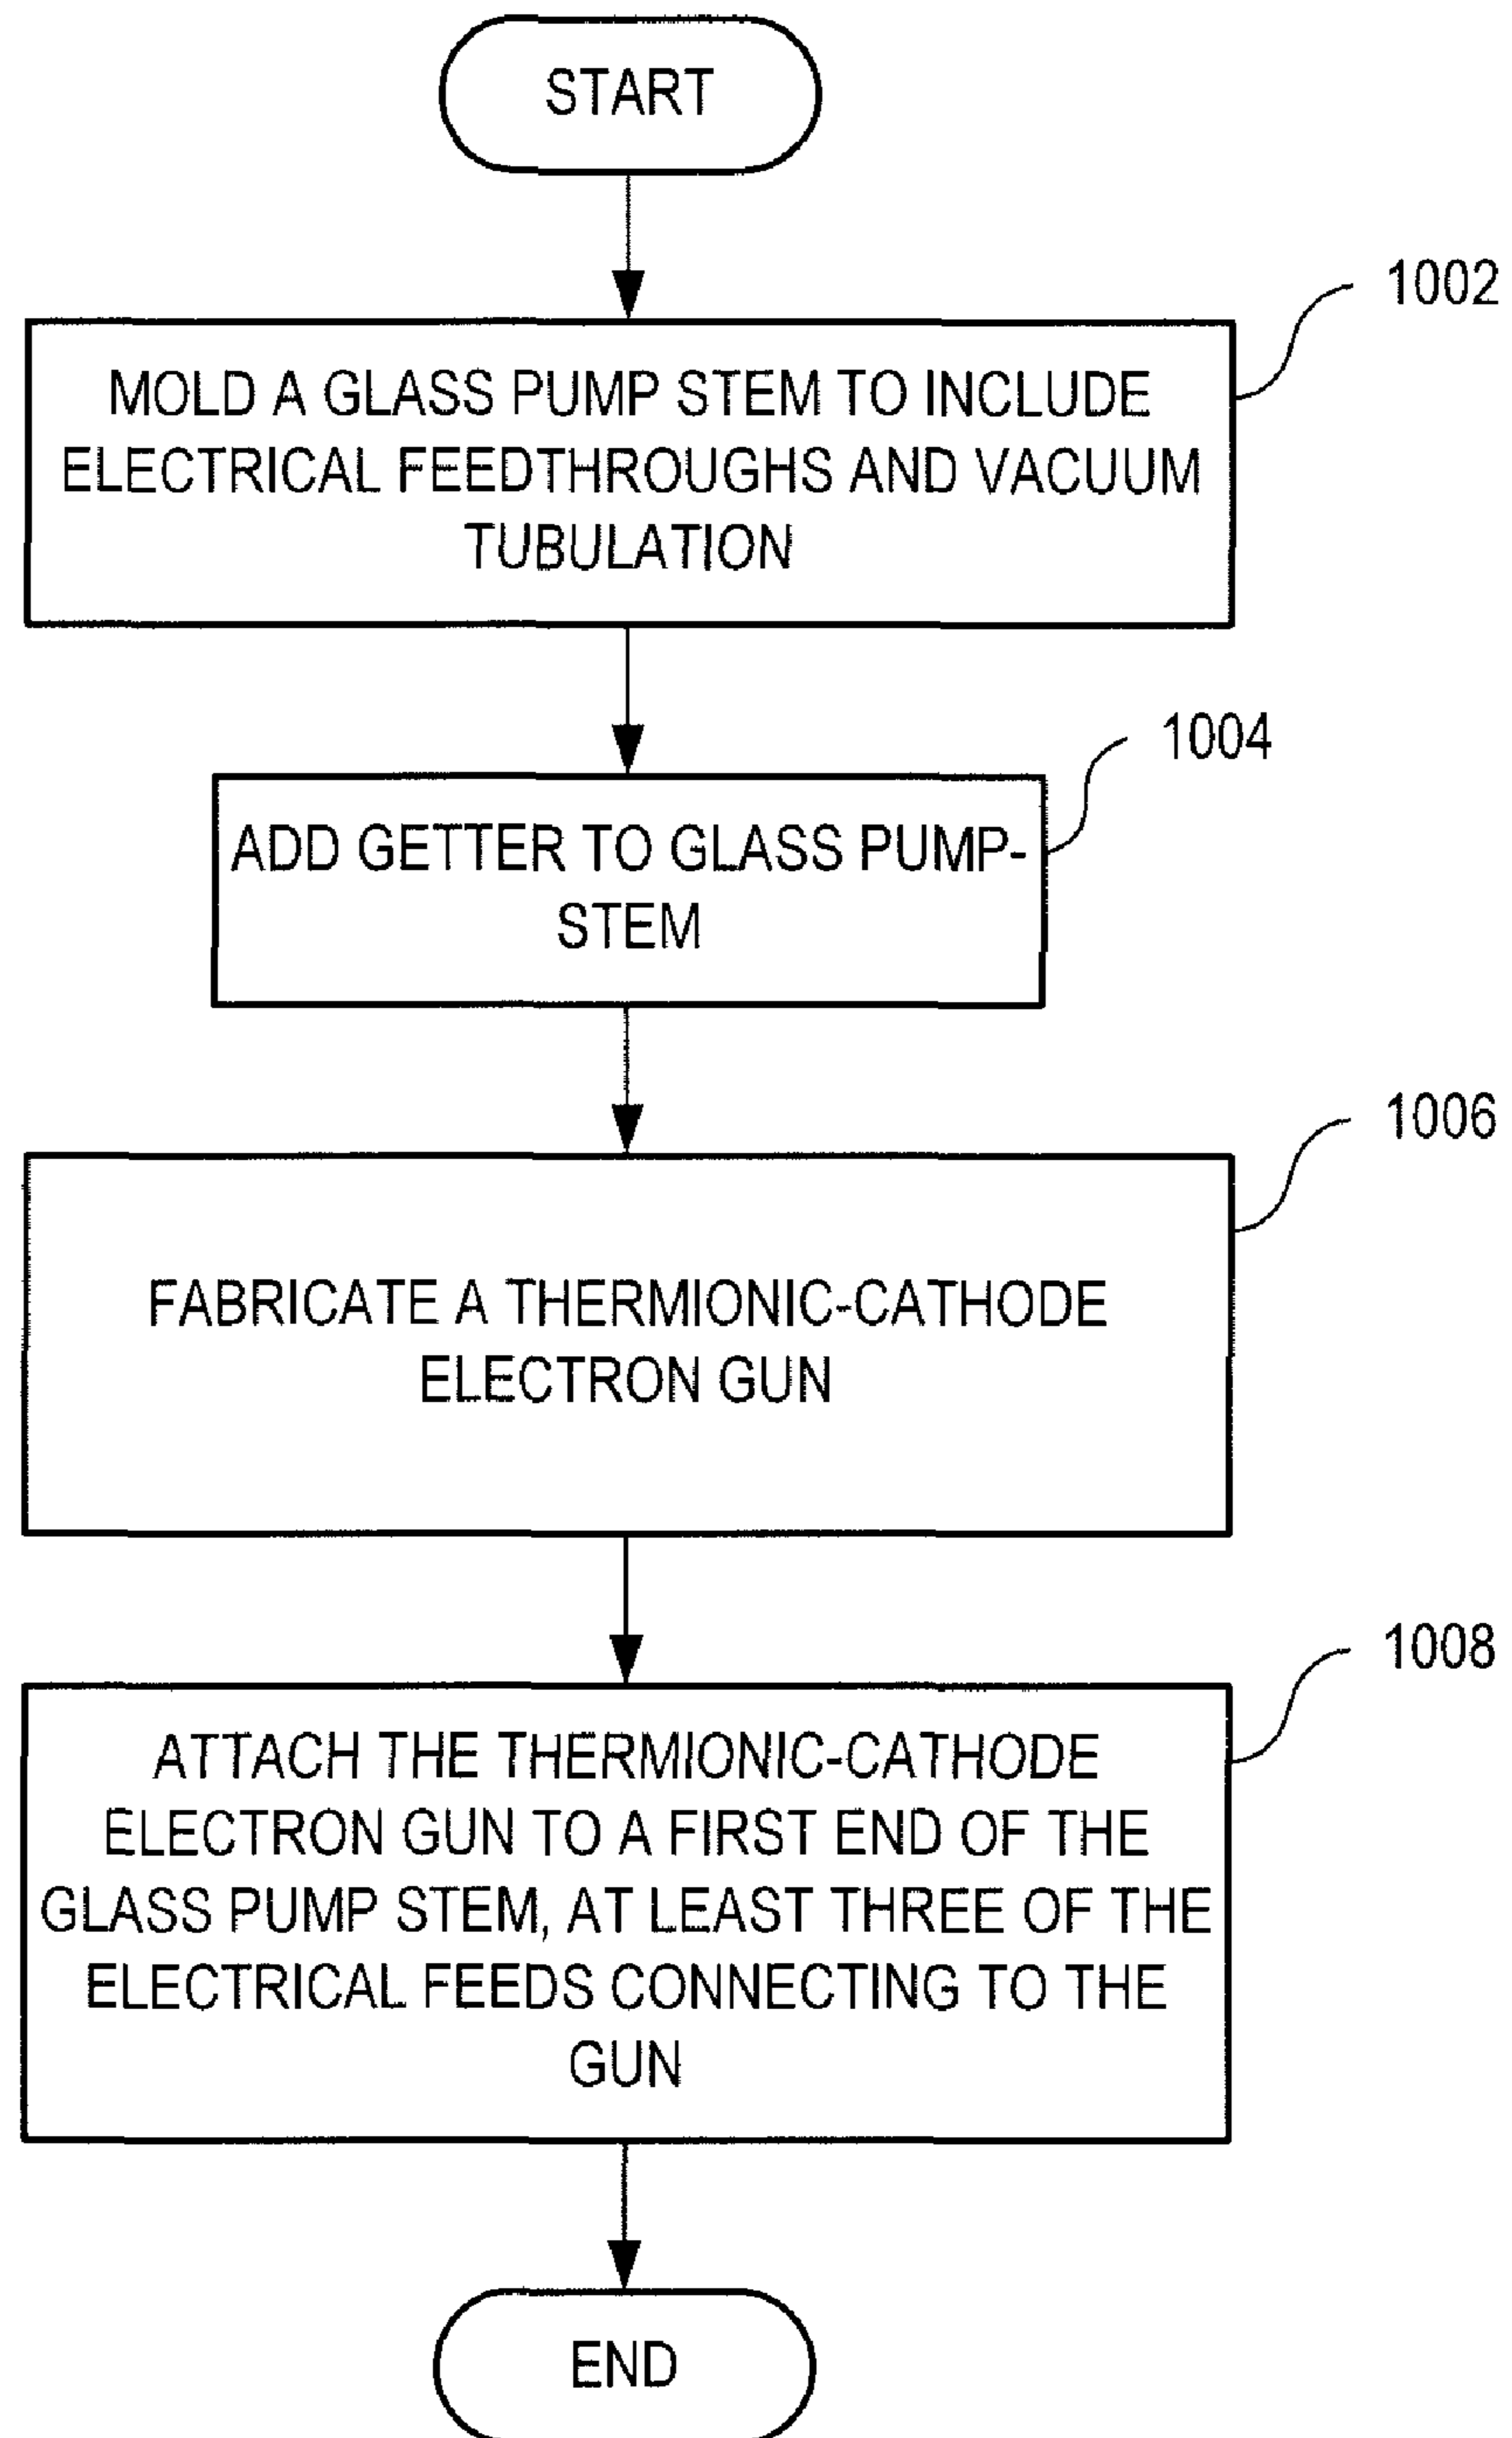 START
1002
MOLD A GLASS PUMP STEM TO INCLUDE
ELECTRICAL FEEDTHROUGHS AND VACUUM
TUBULATION
1004
ADD GETTER TO GLASS PUMP-
STEM
1006
FABRICATE A THERMIONIC-CATHODE
ELECTRON GUN
1008
ATTACH THE THERMIONIC-CATHODE
ELECTRON GUN TO A FIRST END OF THE
GLASS PUMP STEM, AT LEAST THREE OF THE
ELECTRICAL FEEDS CONNECTING TO THE
GUN
END